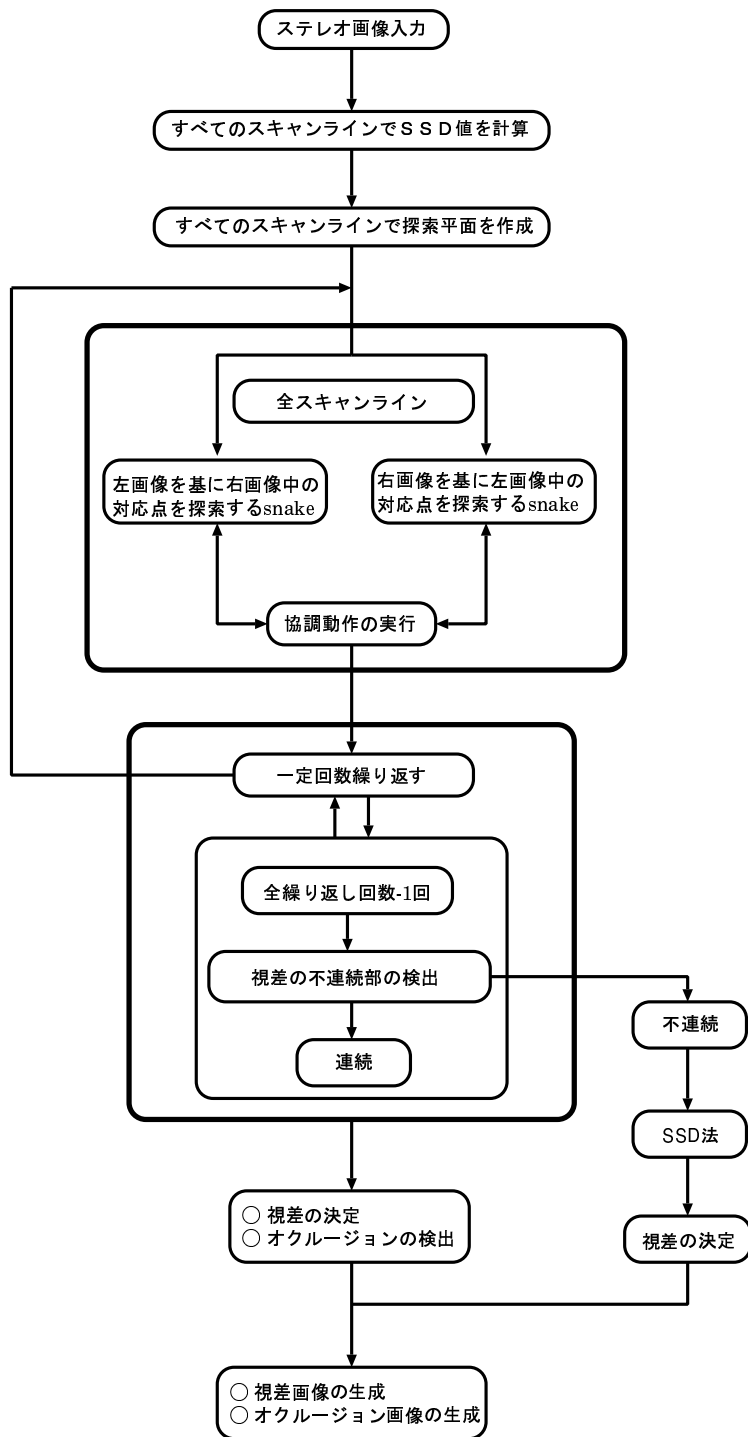 ステレオ画像入力
すべてのスキャンラインでＳＳＤ値を計算
すべてのスキャンラインで探索平面を作成
全スキャンライン
左画像を基に右画像中の
対応点を探索するsnake
右画像を基に左画像中の
対応点を探索するsnake
協調動作の実行
一定回数繰り返す
全繰り返し回数-1回
視差の不連続部の検出
連続
不連続
SSD法
視差の決定
○ 視差の決定
○ オクルージョンの検出
○ 視差画像の生成
○ オクルージョン画像の生成